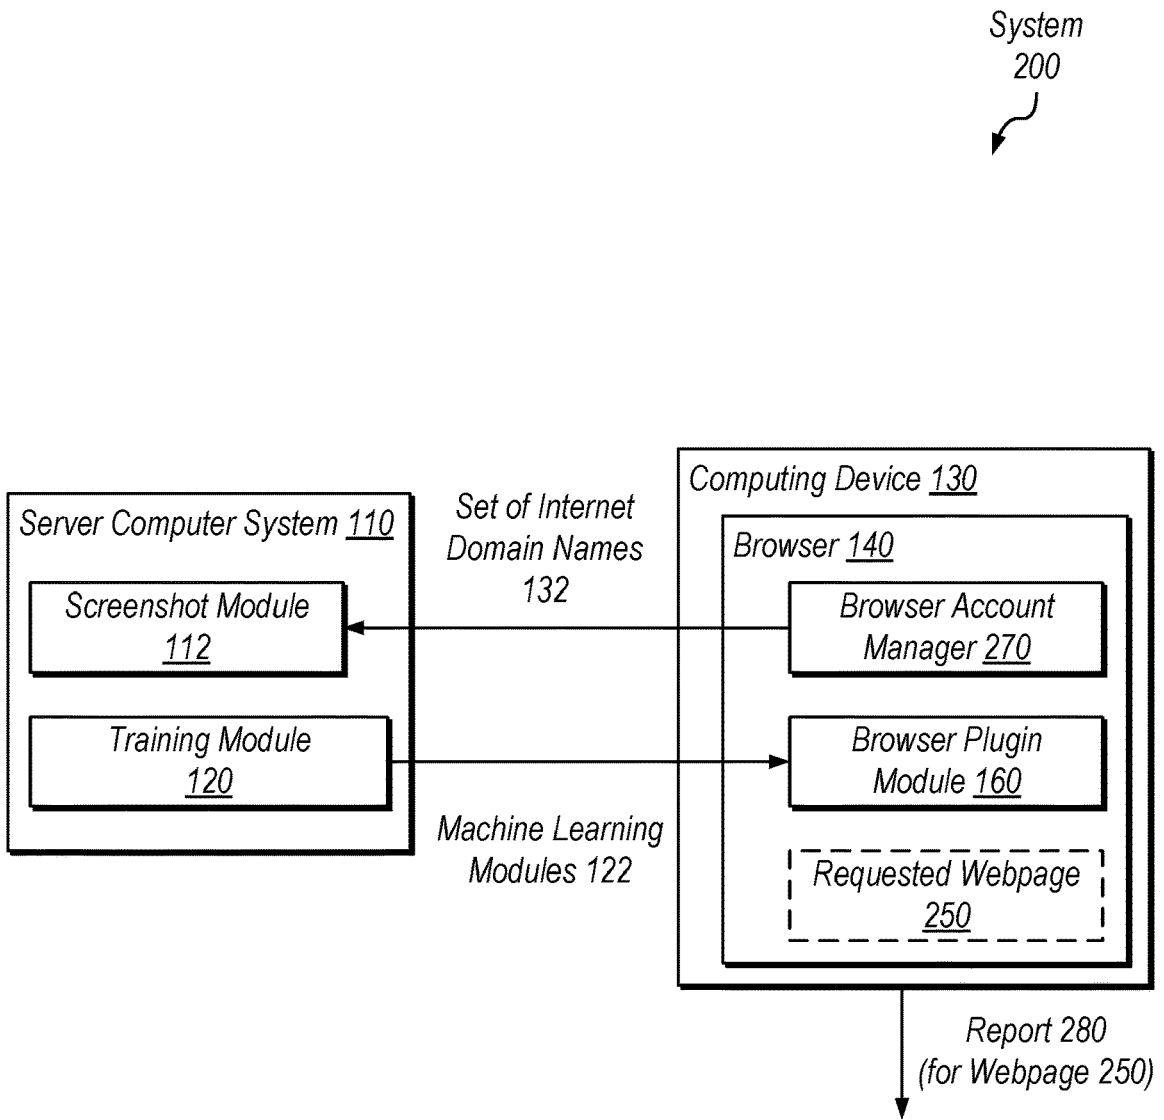 System
200
Computing Device 130
Server Computer System 110
Set of Internet
Domain Names
132
Browser 140
Screenshot Module
112
Browser Account
Manager 270
Training Module
120
Browser Plugin
Module 160
Machine Learning
Modules 122
Requested Webpage
250
Report 280
(for Webpage 250)